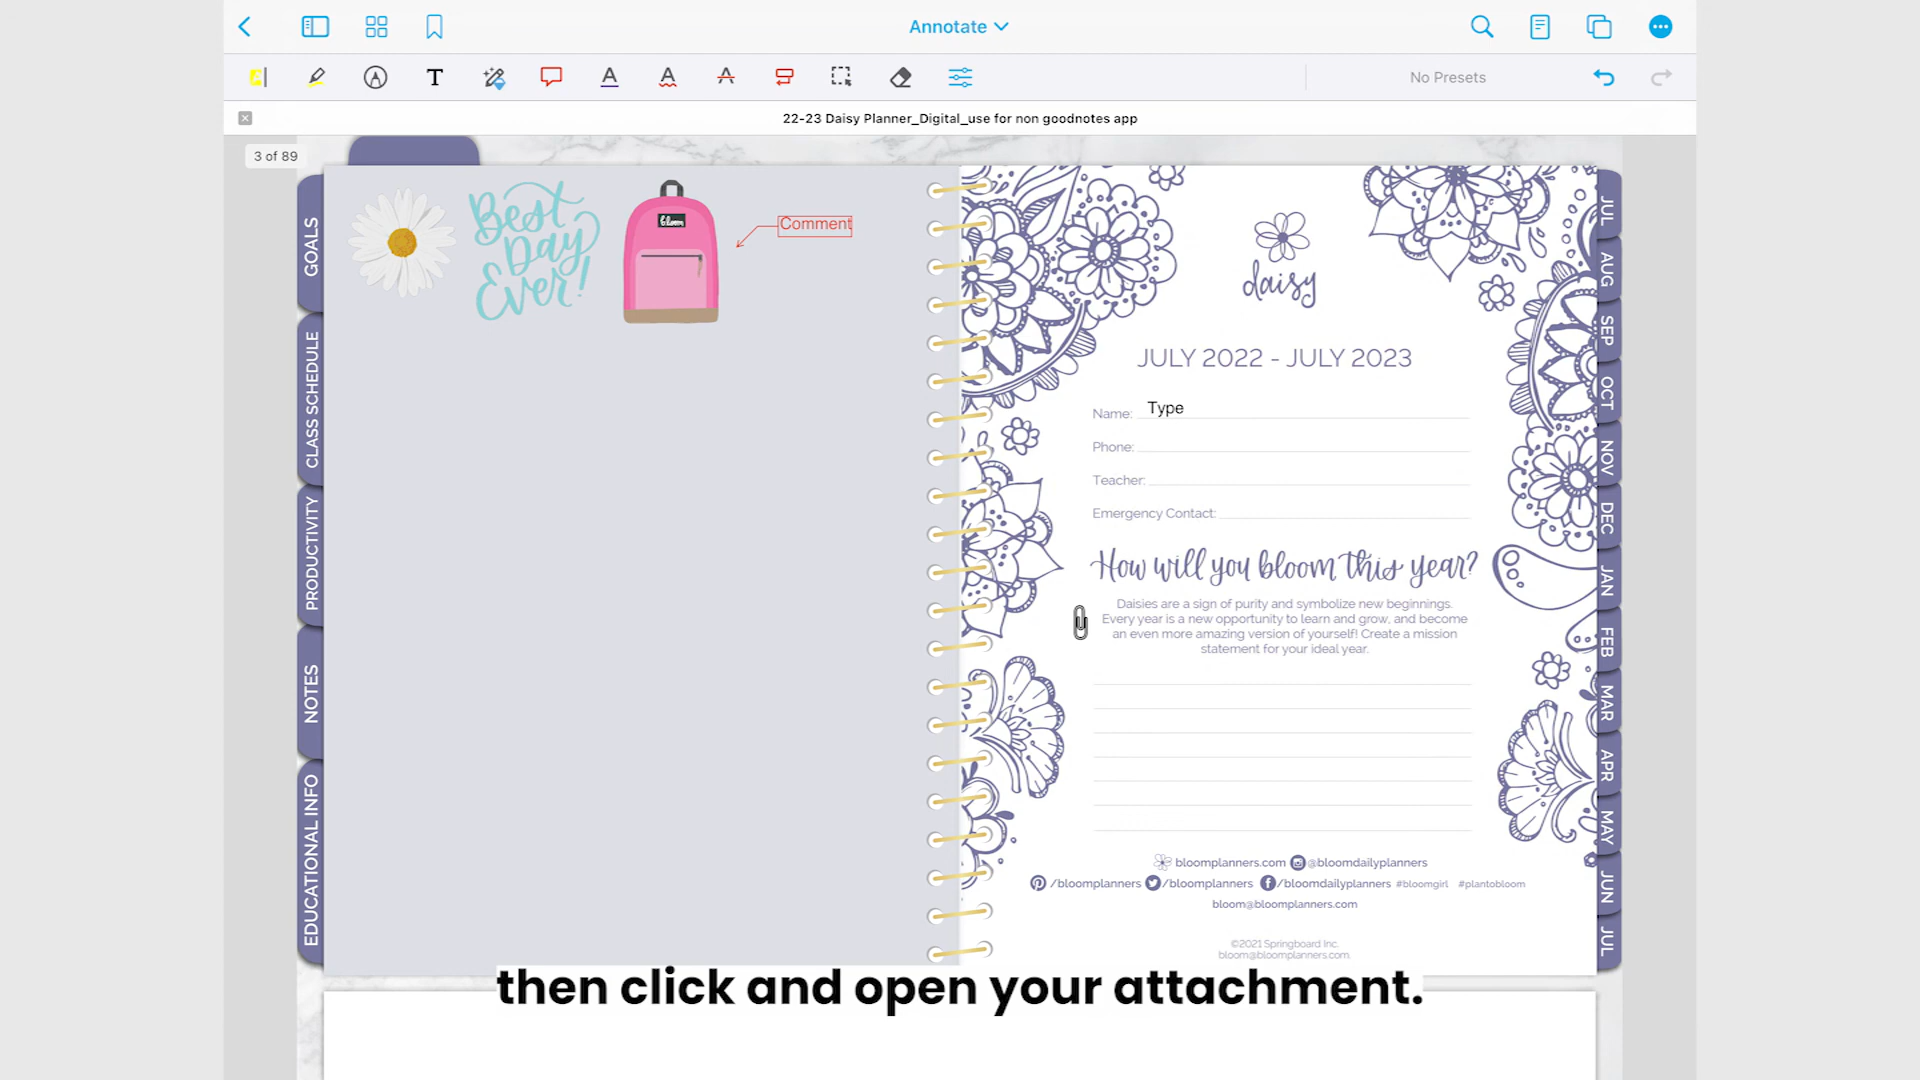 Annotate
T
A
A
A
No Presets
22-23 Daisy Planner_Digital_use for non goodnotes app
3 of 89
GOALS
CLASS SCHEDULE
PRODUCTIVITY
NOTES
EDUCATIONAL INFO
Best
Day
Ever!
bloom
Comment
daisy
JULY 2022 - JULY 2023
Name: Type
Phone:
Teacher:
Emergency Contact:
How will you bloom this year?
Daisies are a sign of purity and symbolize new beginnings.
Every year is a new opportunity to learn and grow, and become
an even more amazing version of yourself! Create a mission
statement for your ideal year.
bloomplanners.com @bloomdailyplanners
/bloomplanners /bloomplanners /bloomdailyplanners #bloomgirl #plantobloom
bloom@bloomplanners.com
©2021 Springboard Inc.
bloom@bloomplanners.com.
JUL
AUG
SEP
OCT
NOV
DEC
JAN
FEB
MAR
APR
MAY
JUN
JUL
then click and open your attachment.